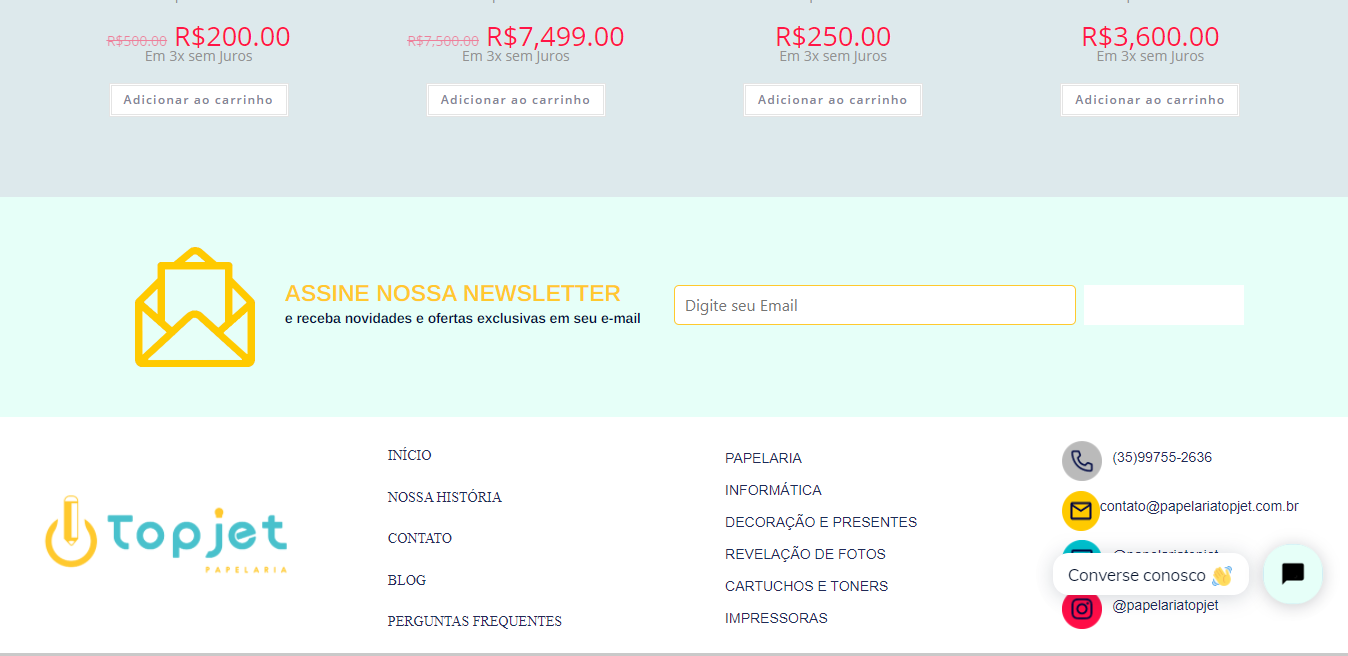 R$500.00 R$200.00
Em 3x sem Juros
Adicionar ao carrinho
R$7,500.00 R$7,499.00
Em 3x sem Juros
Adicionar ao carrinho
R$250.00
Em 3x sem Juros
Adicionar ao carrinho
R$3,600.00
Em 3x sem Juros
Adicionar ao carrinho
ASSINE NOSSA NEWSLETTER
e receba novidades e ofertas exclusivas em seu e-mail
Digite seu Email
Topjet
PAPELARIA
INÍCIO
NOSSA HISTÓRIA
CONTATO
BLOG
PERGUNTAS FREQUENTES
PAPELARIA
INFORMÁTICA
DECORAÇÃO E PRESENTES
REVELAÇÃO DE FOTOS
CARTUCHOS E TONERS
IMPRESSORAS
(35)99755-2636
contato@papelariatopjet.com.br
Converse conosco 👋
@papelariatopjet